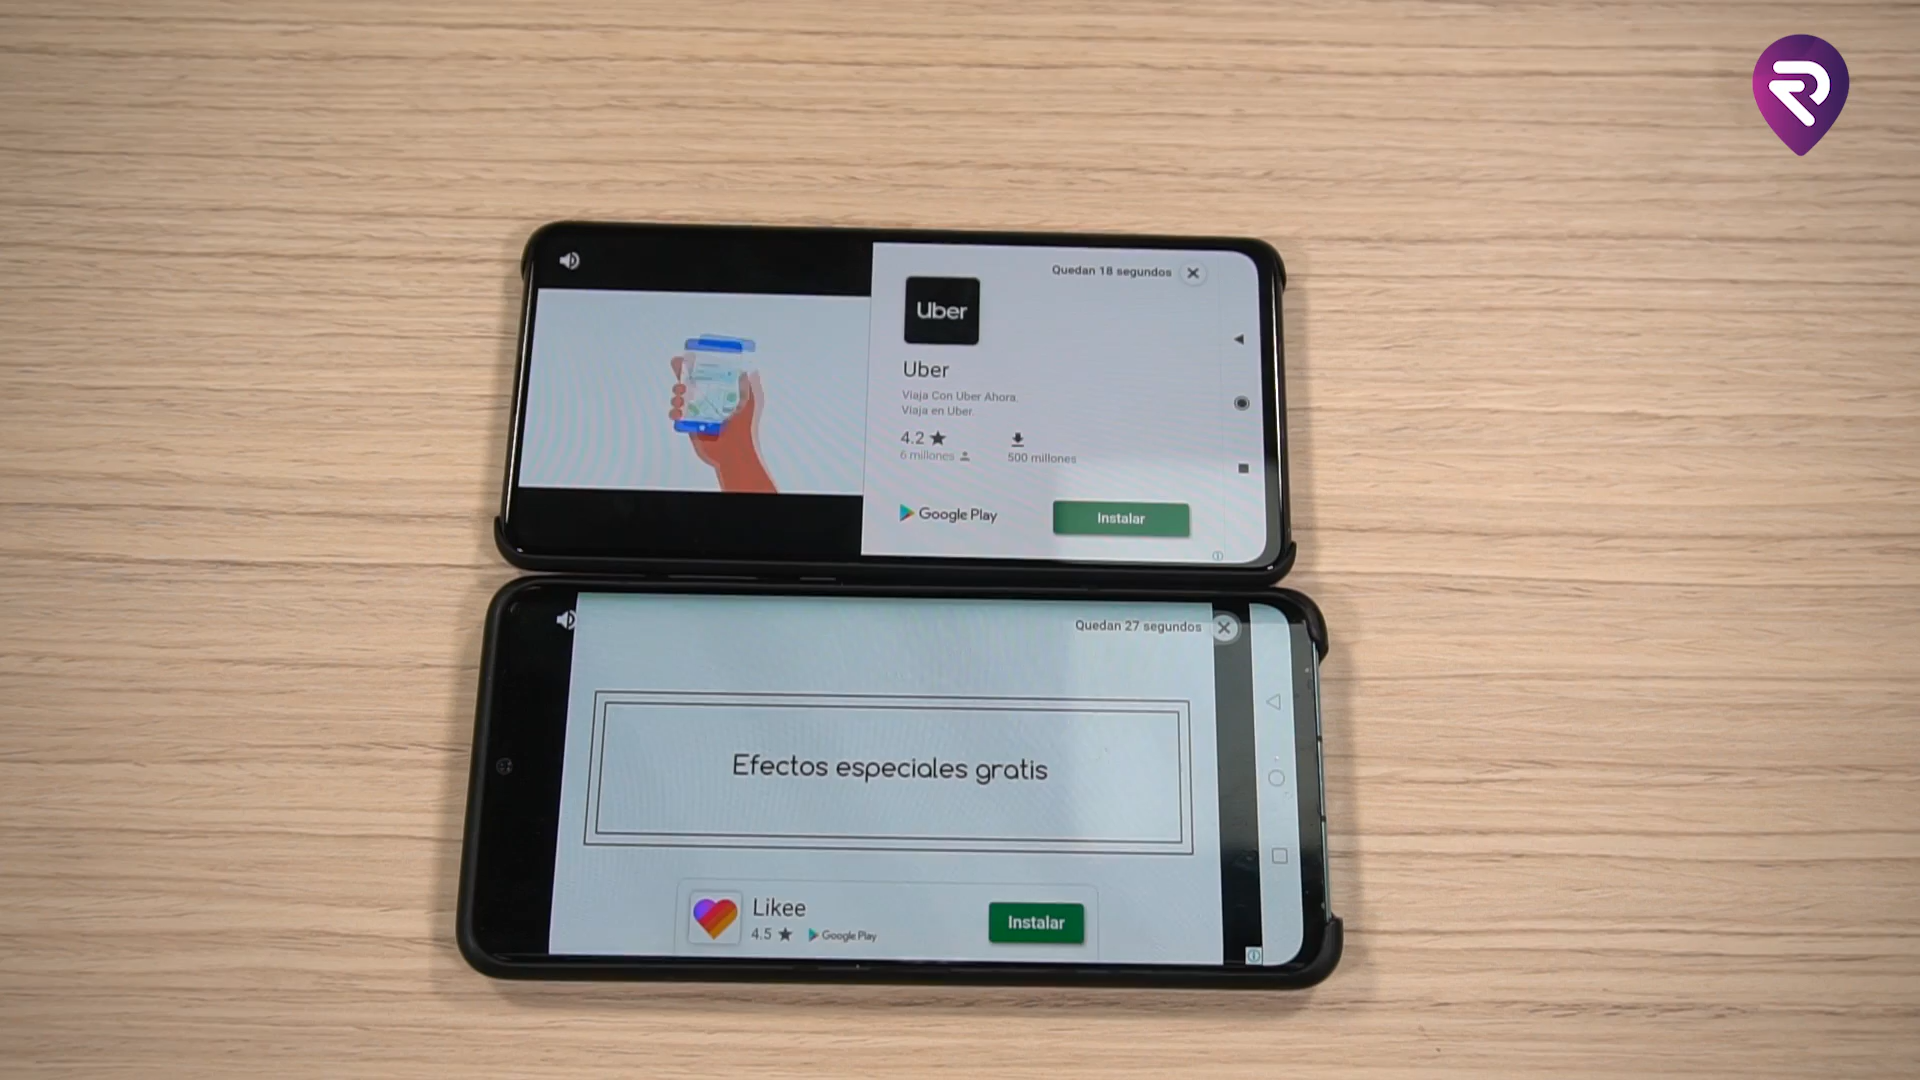 Quedan 18 segundos
Uber
Uber
Viaja Con Uber Ahora.
Viaja en Uber.
4.2
6 millones
500 millones
Google Play
Instalar
Quedan 27 segundos
Efectos especiales gratis
Likee
4.5
Google Play
Instalar